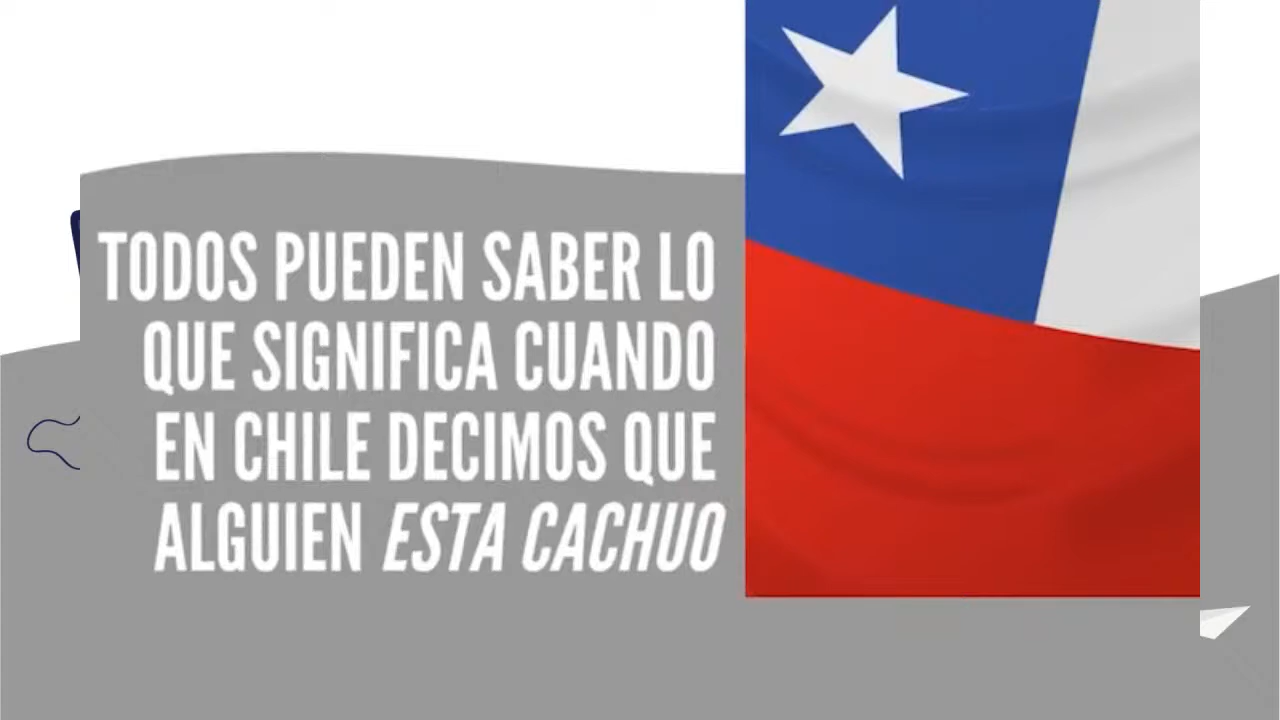 TODOS PUEDEN SABER LO
QUE SIGNIFICA CUANDO
EN CHILE DECIMOS QUE
ALGUIEN ESTA CACHUO